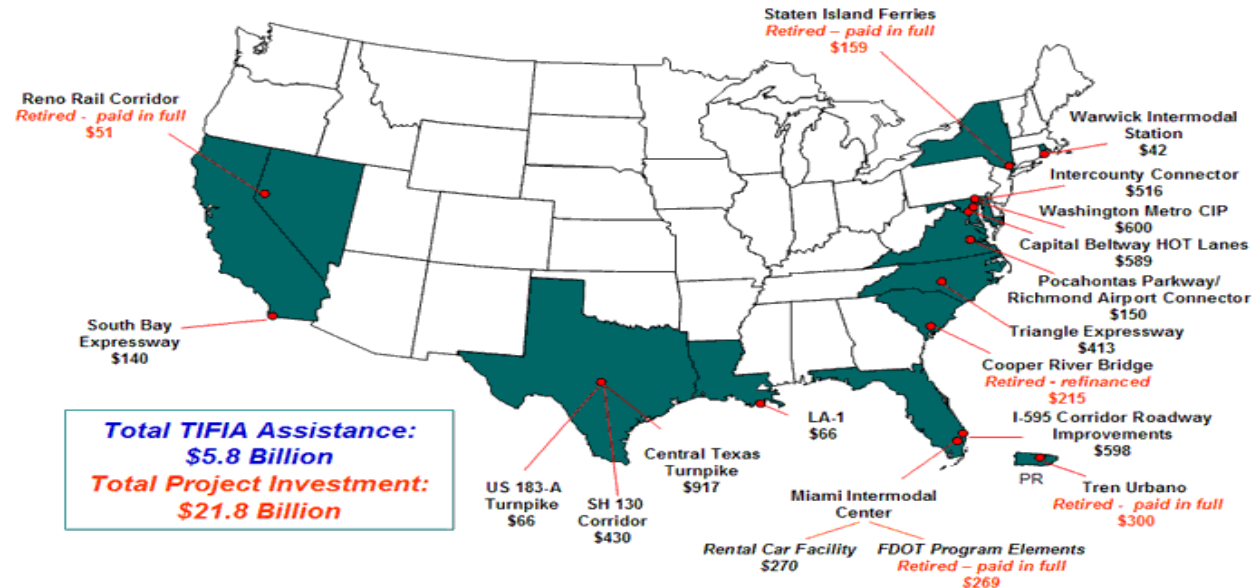 Staten Island Ferries
Retired – paid in full
$159
Reno Rail Corridor
Retired - paid in full
$51
Warwick Intermodal
Station
$42
Intercounty Connector
$516
Washington Metro CIP
$600
Capital Beltway HOT Lanes
$589
Pocahontas Parkway/
Richmond Airport Connector
$150
Triangle Expressway
$413
Cooper River Bridge
Retired - refinanced
$215
South Bay
Expressway
$140
I-595 Corridor Roadway
Improvements
$598
LA-1
$66
Central Texas
Turnpike
$917
US 183-A
Turnpike
$66
SH 130
Corridor
$430
Miami Intermodal
Center
Rental Car Facility
$270
FDOT Program Elements
Retired – paid in full
$269
PR
Tren Urbano
Retired - paid in full
$300
Total TIFIA Assistance:
$5.8 Billion
Total Project Investment:
$21.8 Billion